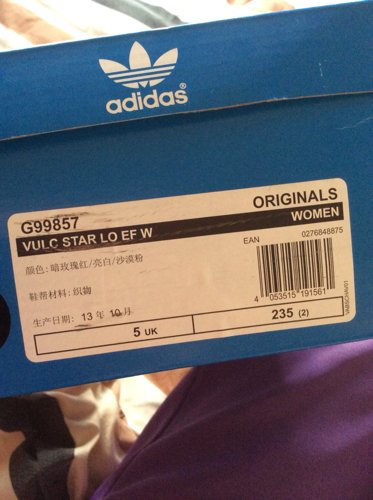 adidas®
G99857
ORIGINALS
VULC STAR LO EF W
WOMEN
EAN
0276848875
颜色: 暗玫瑰红/亮白/沙漠粉
鞋帮材料: 织物
生产日期: 13 年 10 月
4 053515 191561
5 UK
235 (2)